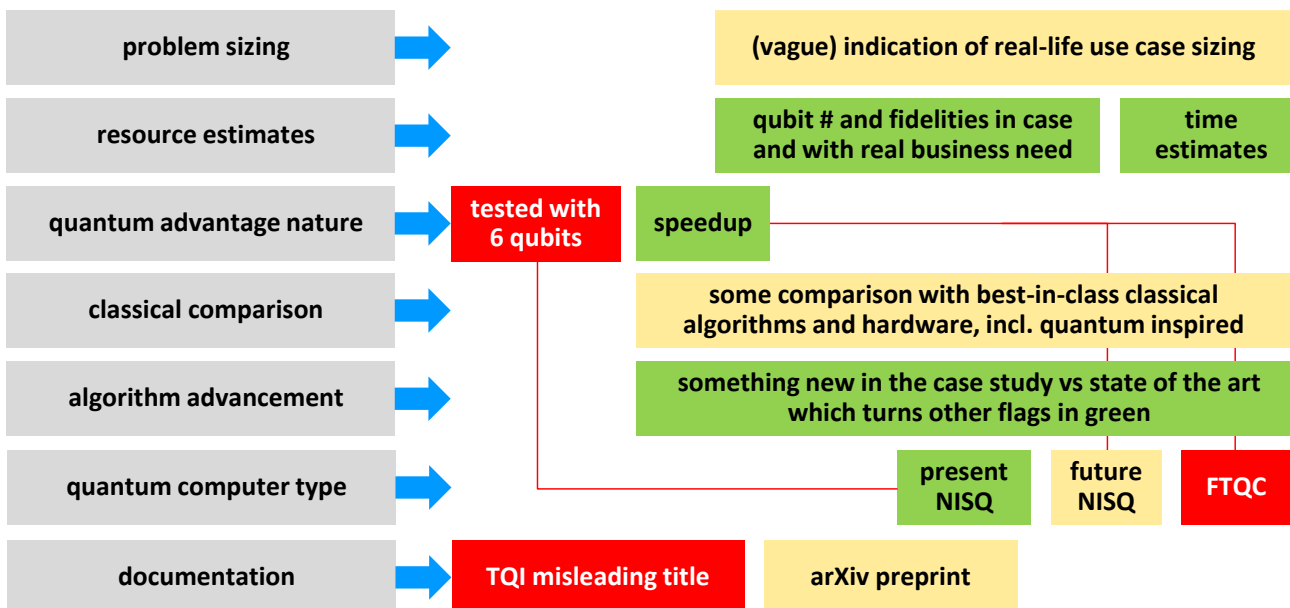 problem sizing
(vague) indication of real-life use case sizing
resource estimates
qubit # and fidelities in case
and with real business need
time
estimates
quantum advantage nature
tested with
6 qubits
speedup
classical comparison
some comparison with best-in-class classical
algorithms and hardware, incl. quantum inspired
algorithm advancement
something new in the case study vs state of the art
which turns other flags in green
quantum computer type
present
NISQ
future
NISQ
FTQC
documentation
TQI misleading title
arXiv preprint